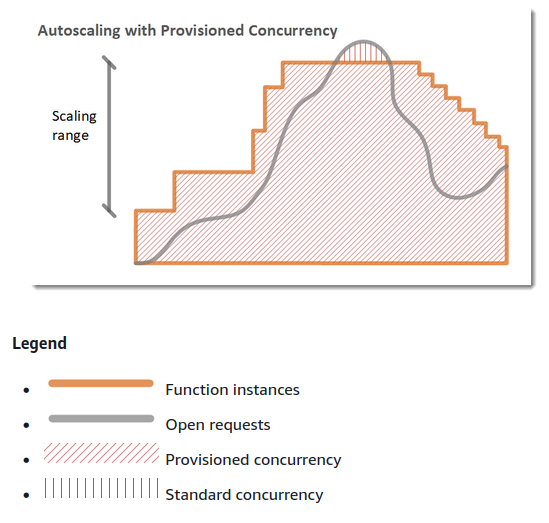 Autoscaling with Provisioned Concurrency
Scaling
range
Legend
Function instances
Open requests
Provisioned concurrency
Standard concurrency